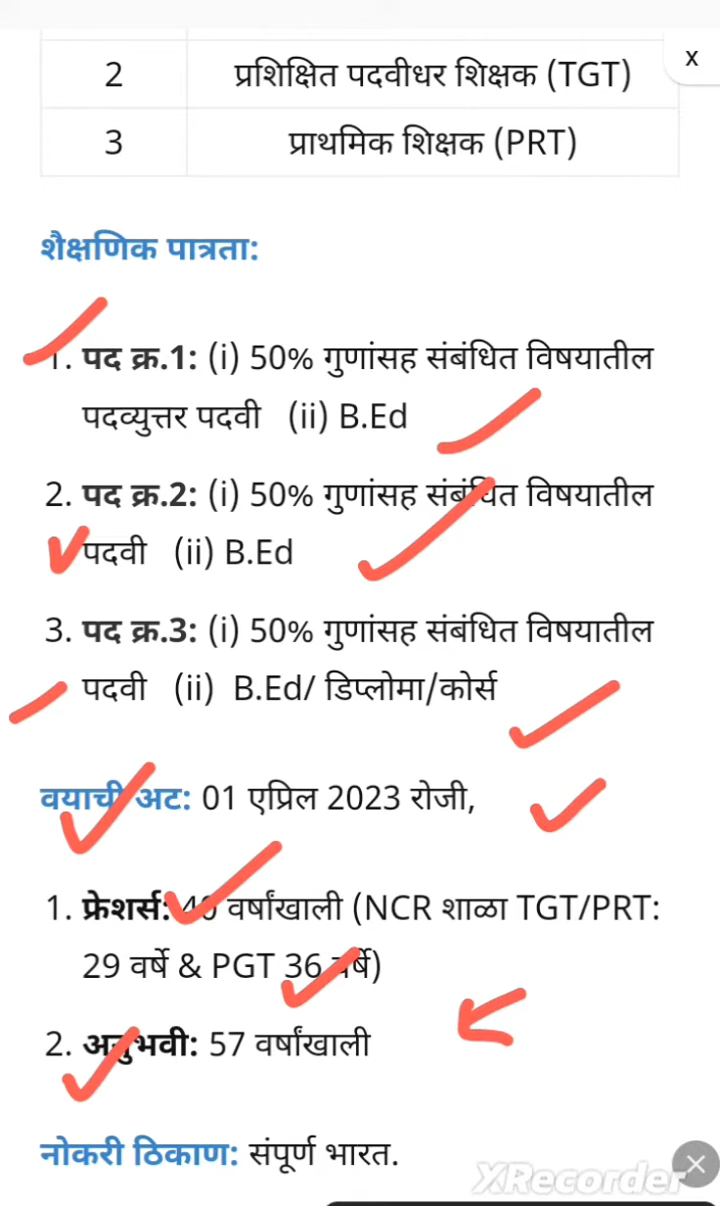 x
2 प्रशिक्षित पदवीधर शिक्षक (TGT)
3 प्राथमिक शिक्षक (PRT)
शैक्षणिक पात्रता:
1. पद क्र.1: (i) 50% गुणांसह संबंधित विषयातील
पदव्युत्तर पदवी (ii) B.Ed
2. पद क्र.2: (i) 50% गुणांसह संबंधित विषयातील
पदवी (ii) B.Ed
3. पद क्र.3: (i) 50% गुणांसह संबंधित विषयातील
पदवी (ii) B.Ed/ डिप्लोमा/कोर्स
वयाची अट: 01 एप्रिल 2023 रोजी,
1. फ्रेशर्स: 40 वर्षांखाली (NCR शाळा TGT/PRT:
29 वर्षे & PGT 36 वर्षे)
2. अनुभवी: 57 वर्षांखाली
नोकरी ठिकाण: संपूर्ण भारत.
XRecorder